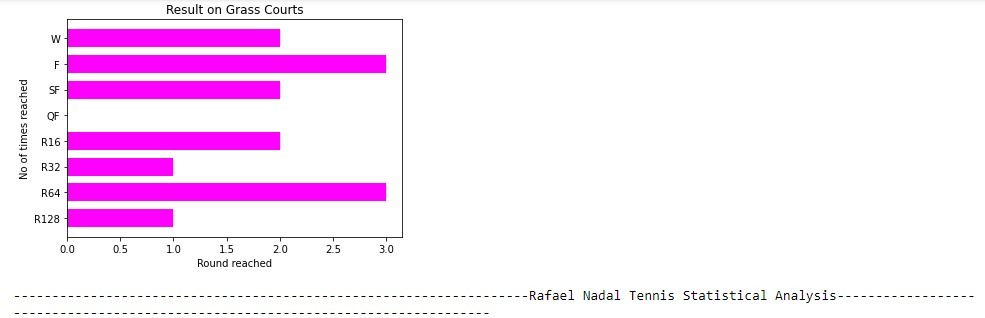 Result on Grass Courts
W
F
SF
QF
R16
R32
R64
R128
No of times reached
0.0 0.5 1.0 1.5 2.0 2.5 3.0
Round reached
-------------------------------------------------------------------Rafael Nadal Tennis Statistical Analysis------------------
--------------------------------------------------------------